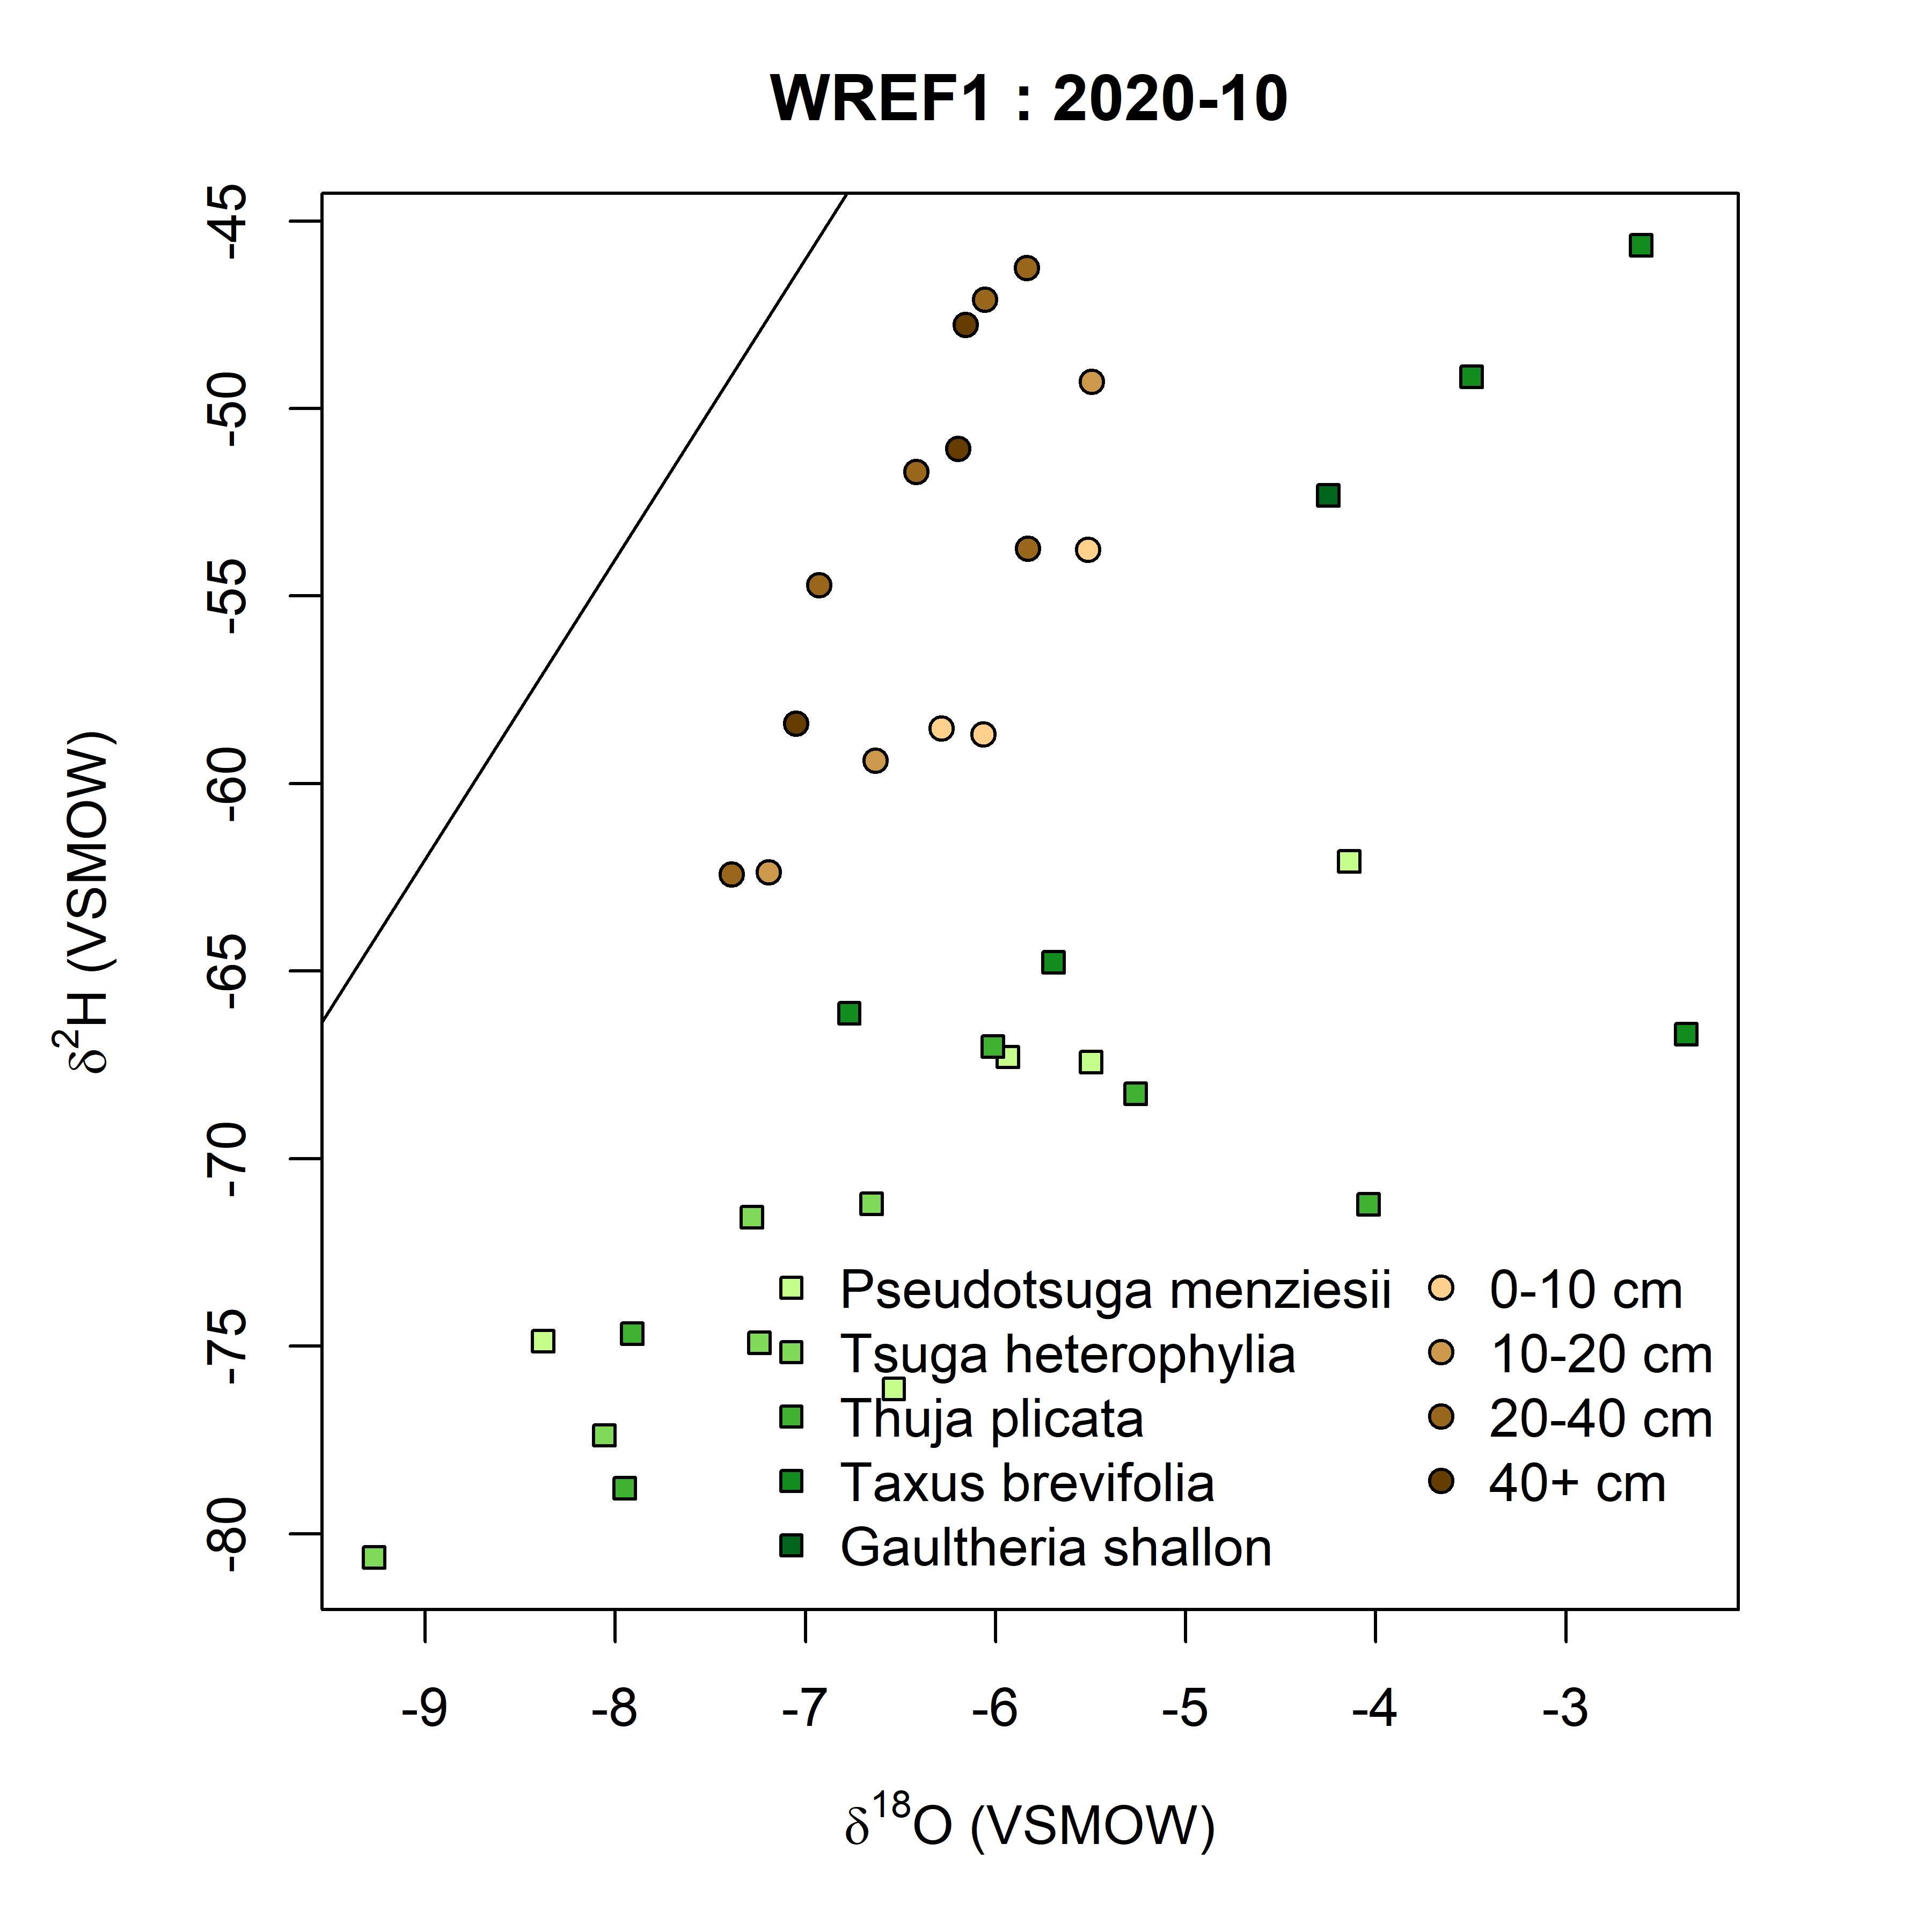 WREF1 : 2020-10
δ²H (VSMOW)
-45
-50
-55
-60
-65
-70
-75
-80
Pseudotsuga menziesii
Tsuga heterophylia
Thuja plicata
Taxus brevifolia
Gaultheria shallon
0-10 cm
10-20 cm
20-40 cm
40+ cm
-9 -8 -7 -6 -5 -4 -3
δ¹⁸O (VSMOW)